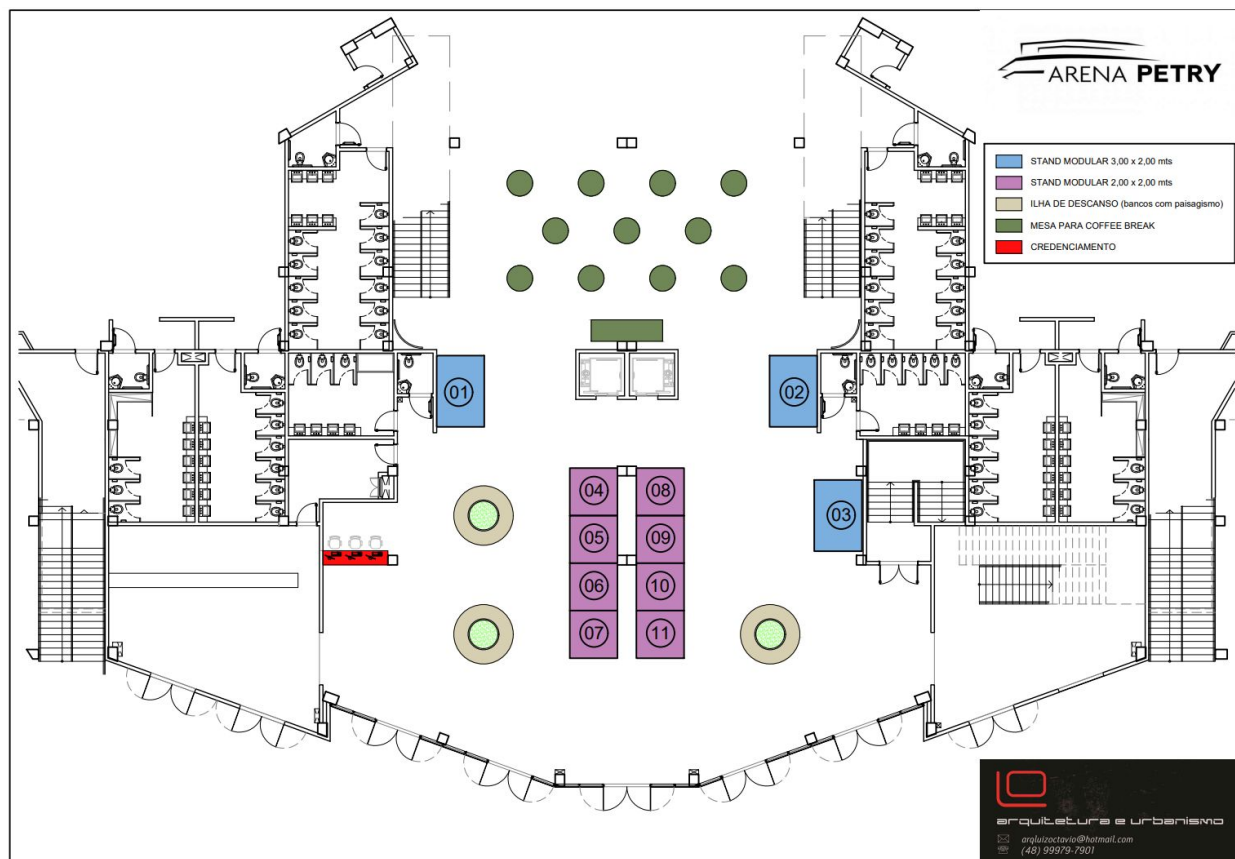 ARENA PETRY
STAND MODULAR 3,00 x 2,00 mts
STAND MODULAR 2,00 x 2,00 mts
ILHA DE DESCANSO (bancos com paisagismo)
MESA PARA COFFEE BREAK
CREDENCIAMENTO
01
02
03
04
08
05
09
06
10
07
11
arquitetura e urbanismo
arqluizoctavio@hotmail.com
(48) 99979-7901